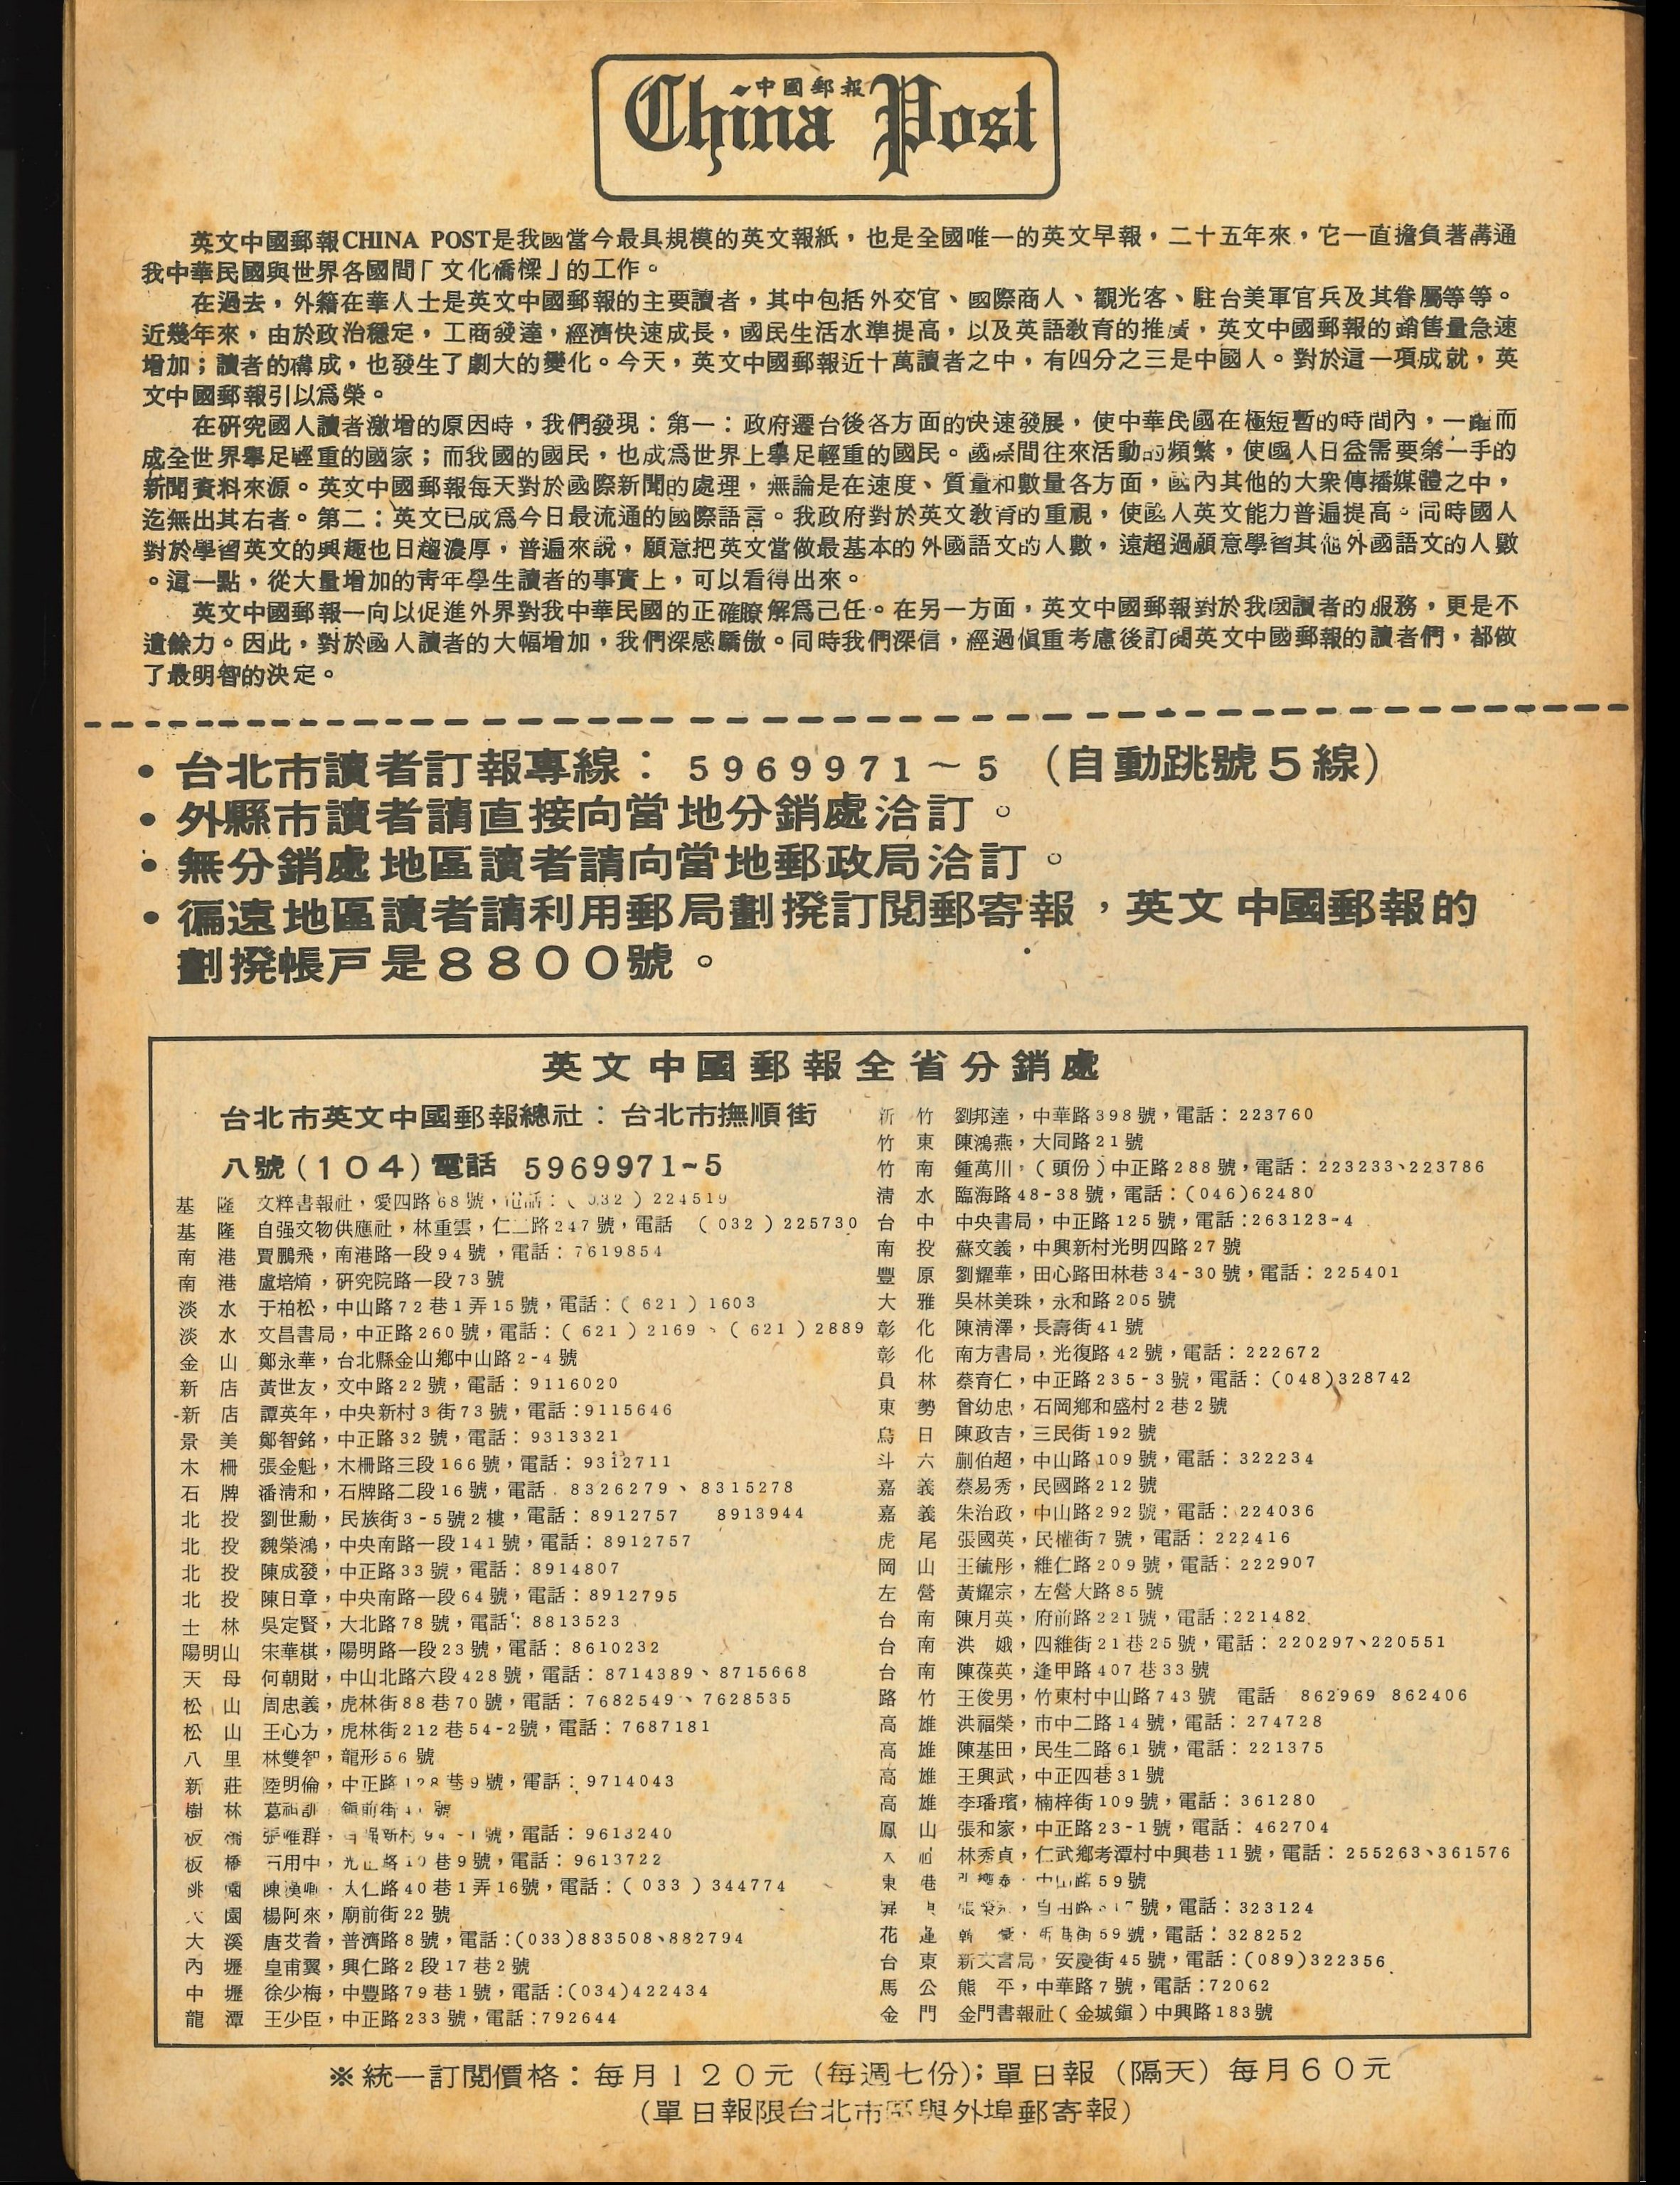 中國郵報
China Post
英文中國郵報CHINA POST是我國當今最具規模的英文報紙，也是全國唯一的英文早報，二十五年來，它一直擔負著溝通
我中華民國與世界各國間「文化橋樑」的工作。
在過去，外籍在華人士是英文中國郵報的主要讀者，其中包括外交官、國際商人、觀光客、駐台美軍官兵及其眷屬等等。
近幾年來，由於政治穩定，工商發達，經濟快速成長，國民生活水準提高，以及英語教育的推廣，英文中國郵報的銷售量急速
增加；讀者的構成，也發生了劇大的變化。今天，英文中國郵報近十萬讀者之中，有四分之三是中國人。對於這一項成就，英
文中國郵報引以爲榮。
在研究國人讀者激增的原因時，我們發現：第一：政府遷台後各方面的快速發展，使中華民國在極短暫的時間內，一躍而
成全世界舉足輕重的國家；而我國的國民，也成爲世界上舉足輕重的國民。國際間往來活動的頻繁，使國人日益需要第一手的
新聞資料來源。英文中國郵報每天對於國際新聞的處理，無論是在速度、質量和數量各方面，國內其他的大衆傳播媒體之中，
迄無出其右者。第二：英文已成爲今日最流通的國際語言。我政府對於英文教育的重視，使國人英文能力普遍提高。同時國人
對於學習英文的興趣也日趨濃厚，普遍來說，願意把英文當做最基本的外國語文的人數，遠超過願意學習其他外國語文的人數
。這一點，從大量增加的靑年學生讀者的事實上，可以看得出來。
英文中國郵報一向以促進外界對我中華民國的正確瞭解爲己任。在另一方面，英文中國郵報對於我國讀者的服務，更是不
遺餘力。因此，對於國人讀者的大幅增加，我們深感驕傲。同時我們深信，經過愼重考慮後訂閱英文中國郵報的讀者們，都做
了最明智的決定。
•台北市讀者訂報專線：5969971～5（自動跳號5線）
•外縣市讀者請直接向當地分銷處洽訂。
•無分銷處地區讀者請向當地郵政局洽訂。
•徧遠地區讀者請利用郵局劃撥訂閱郵寄報，英文中國郵報的
劃撥帳戶是8800號。
英文中國郵報全省分銷處
台北市英文中國郵報總社：台北市撫順街
八號(104)電話 5969971~5
基 隆 文粹書報社，愛四路68號，電話：(032)224519
基 隆 自强文物供應社，林重雲，仁二路247號，電話 (032)225730
南 港 賈鵬飛，南港路一段94號，電話：7619854
南 港 盧培堉，研究院路一段73號
淡 水 于柏松，中山路72巷1弄15號，電話：(621)1603
淡 水 文昌書局，中正路260號，電話：(621)2169、(621)2889
金 山 鄭永華，台北縣金山鄉中山路2-4號
新 店 黃世友，文中路22號，電話：9116020
新 店 譚英年，中央新村3街73號，電話：9115646
景 美 鄭智銘，中正路32號，電話：9313321
木 柵 張金魁，木柵路三段166號，電話：9312711
石 牌 潘淸和，石牌路二段16號，電話 8326279、8315278
北 投 劉世勳，民族街3-5號2樓，電話：8912757 8913944
北 投 魏榮鴻，中央南路一段141號，電話：8912757
北 投 陳成發，中正路33號，電話：8914807
北 投 陳日章，中央南路一段64號，電話：8912795
士 林 吳定賢，大北路78號，電話：8813523
陽明山 宋華棋，陽明路一段23號，電話：8610232
天 母 何朝財，中山北路六段428號，電話：8714389、8715668
松 山 周忠義，虎林街88巷70號，電話：7682549、7628535
松 山 王心方，虎林街212巷54-2號，電話：7687181
八 里 林雙智，龍形56號
新 莊 陸明倫，中正路128巷9號，電話：9714043
樹 林 葛祖訓，鎮前街 號
板 橋 張唯群，自强新村94-1號，電話：9613240
板 橋 石用中，光正路10巷9號，電話：9613722
桃 園 陳漢卿，大仁路40巷1弄16號，電話：(033)344774
大 園 楊阿來，廟前街22號
大 溪 唐艾耆，普濟路8號，電話：(033)883508、882794
內 壢 皇甫翼，興仁路2段17巷2號
中 壢 徐少梅，中豐路79巷1號，電話：(034)422434
龍 潭 王少臣，中正路233號，電話：792644
新 竹 劉邦達，中華路398號，電話：223760
竹 東 陳鴻燕，大同路21號
竹 南 鍾萬川，(頭份)中正路288號，電話：223233、223786
淸 水 臨海路48-38號，電話：(046)62480
台 中 中央書局，中正路125號，電話：263123-4
南 投 蘇文義，中興新村光明四路27號
豐 原 劉耀華，田心路田林巷34-30號，電話：225401
大 雅 吳林美珠，永和路205號
彰 化 陳淸澤，長壽街41號
彰 化 南方書局，光復路42號，電話：222672
員 林 蔡育仁，中正路235-3號，電話：(048)328742
東 勢 曾幼忠，石岡鄉和盛村2巷2號
烏 日 陳政吉，三民街192號
斗 六 蒯伯超，中山路109號，電話：322234
嘉 義 蔡易秀，民國路212號
嘉 義 朱治政，中山路292號，電話：224036
虎 尾 張國英，民權街7號，電話：222416
岡 山 王毓彤，維仁路209號，電話：222907
左 營 黃耀宗，左營大路85號
台 南 陳月英，府前路221號，電話：221482
台 南 洪 娥，四維街21巷25號，電話：220297、220551
台 南 陳葆英，逢甲路407巷33號
路 竹 王俊男，竹東村中山路743號 電話 862969 862406
高 雄 洪福榮，市中二路14號，電話：274728
高 雄 陳基田，民生二路61號，電話：221375
高 雄 王興武，中正四巷31號
高 雄 李璠璸，楠梓街109號，電話：361280
鳳 山 張和家，中正路23-1號，電話：462704
林秀貞，仁武鄉考潭村中興巷11號，電話：255263、361576
東 港 中山路59號
屏 東 張榮 ，自由路 號，電話：323124
花 蓮 街59號，電話：328252
台 東 新文書局，安慶街45號，電話：(089)322356
馬 公 熊 平，中華路7號，電話：72062
金 門 金門書報社(金城鎭)中興路183號
※統一訂閱價格：每月120元(每週七份)；單日報(隔天)每月60元
(單日報限台北市區與外埠郵寄報)